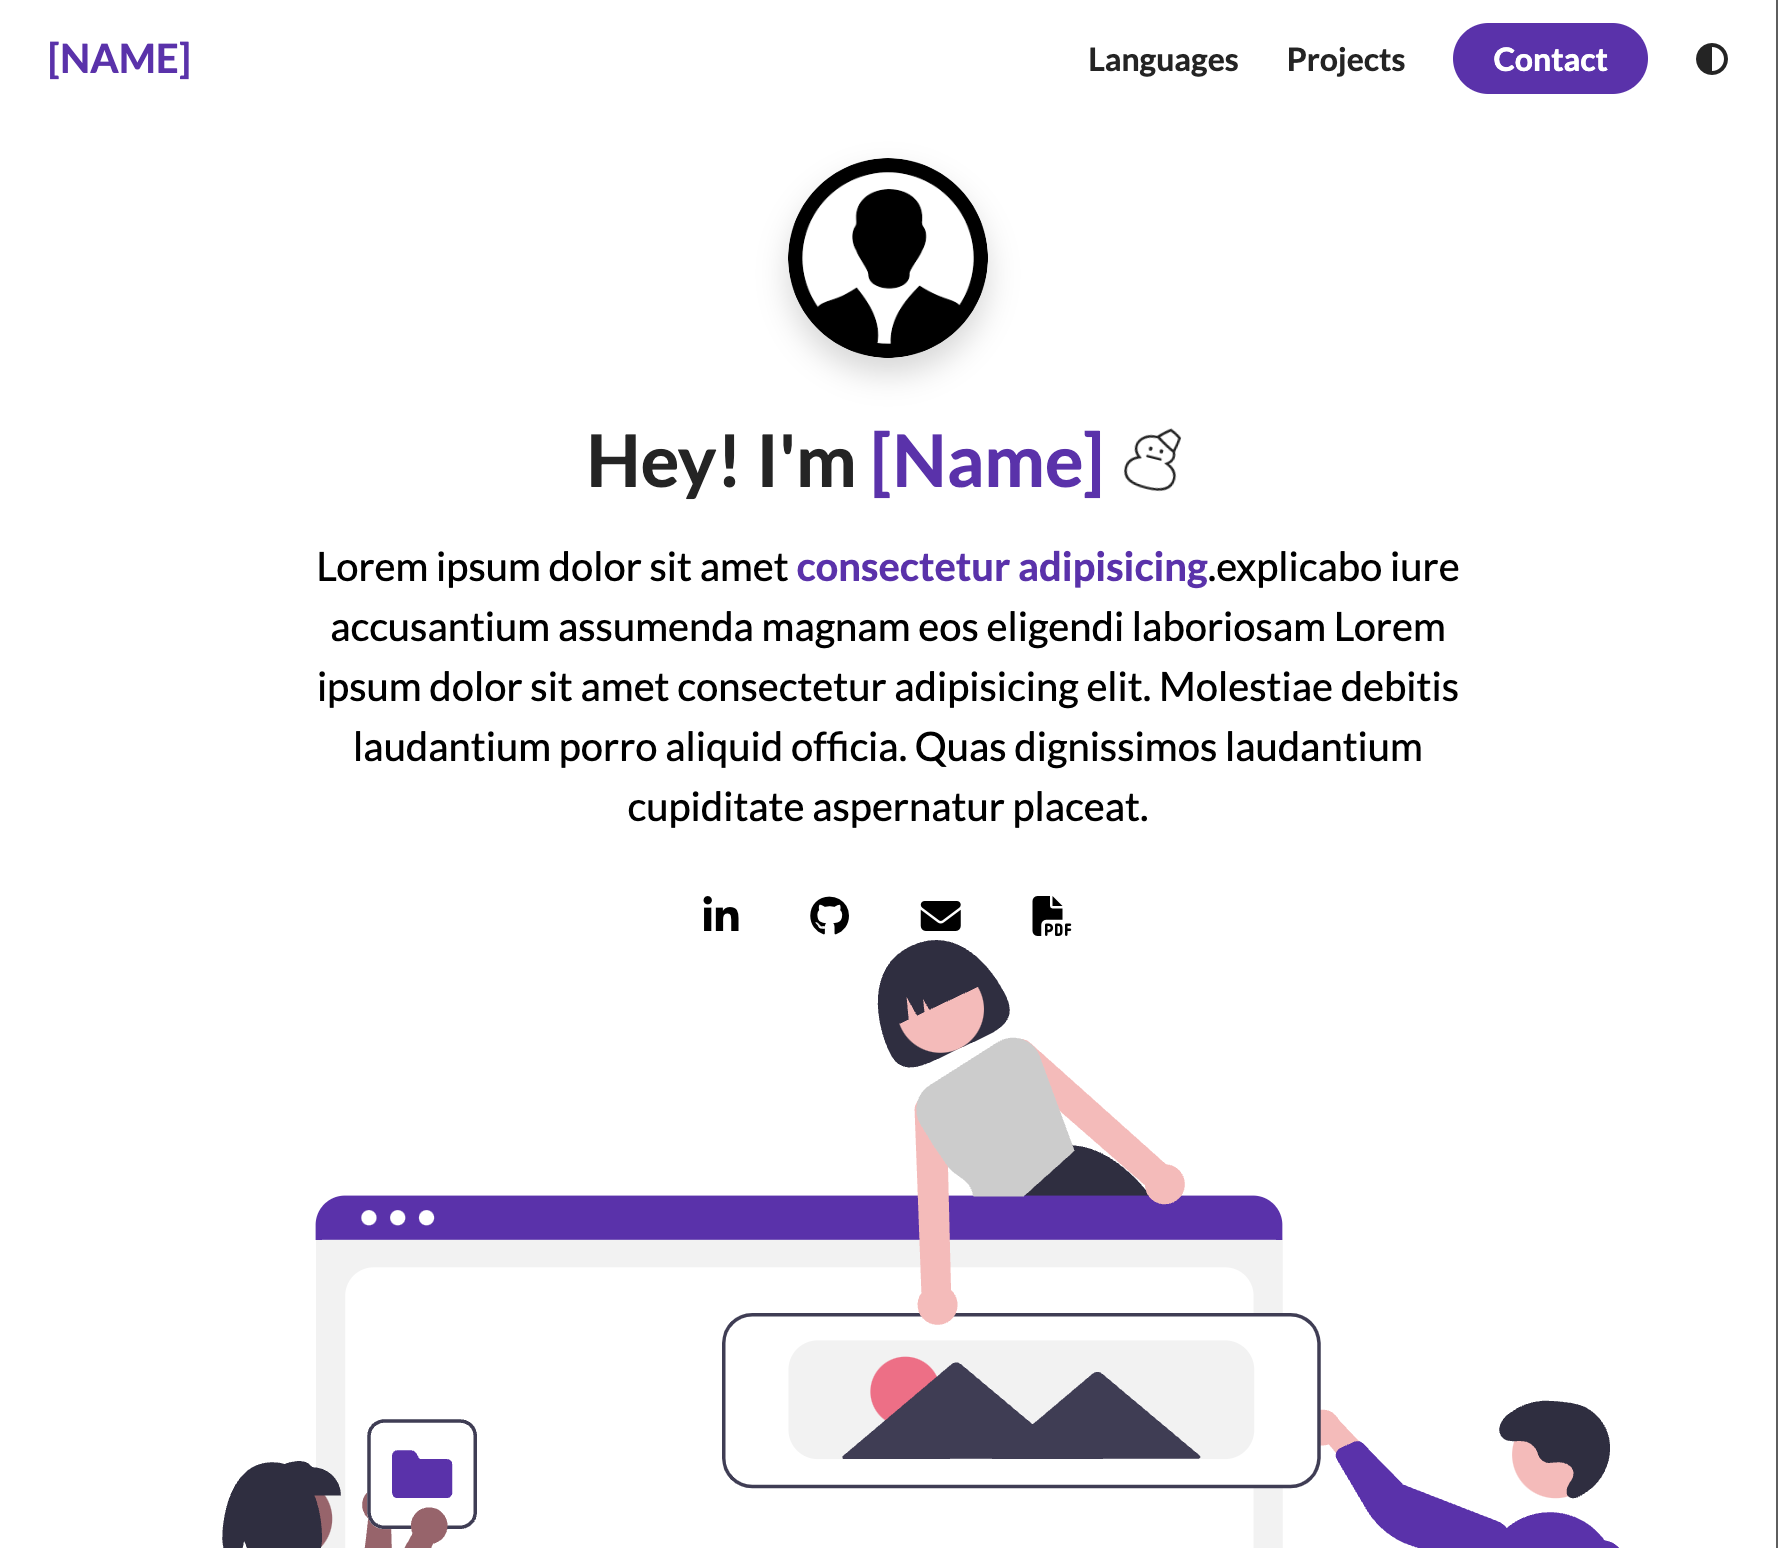 [NAME]
Languages
Projects
Contact
Hey! I'm [Name]
Lorem ipsum dolor sit amet consectetur adipisicing.explicabo iure
accusantium assumenda magnam eos eligendi laboriosam Lorem
ipsum dolor sit amet consectetur adipisicing elit. Molestiae debitis
laudantium porro aliquid officia. Quas dignissimos laudantium
cupiditate aspernatur placeat.
in
PDF